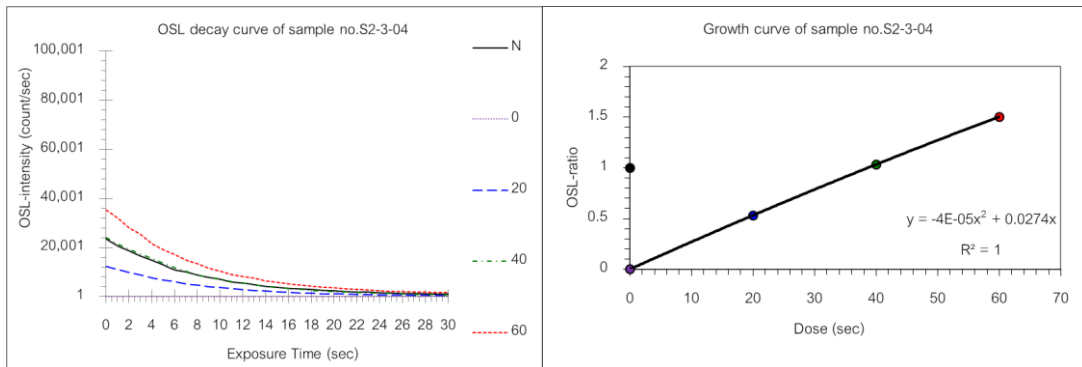 OSL decay curve of sample no.S2-3-04
100,001
80,001
60,001
40,001
20,001
1
OSL-intensity (count/sec)
0 2 4 6 8 10 12 14 16 18 20 22 24 26 28 30
Exposure Time (sec)
N
0
20
40
60
Growth curve of sample no.S2-3-04
2
1.5
1
0.5
0
OSL-ratio
y = -4E-05x² + 0.0274x
R² = 1
0 10 20 30 40 50 60 70
Dose (sec)